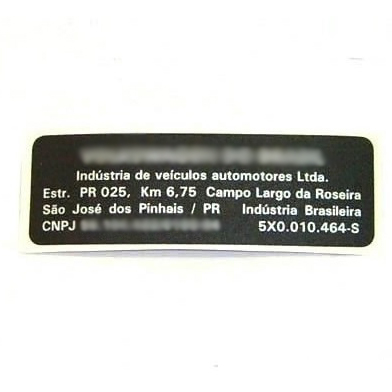 Indústria de veículos automotores Ltda.
Estr. PR 025, Km 6,75 Campo Largo da Roseira
São José dos Pinhais / PR Indústria Brasileira
CNPJ 5X0.010.464-S